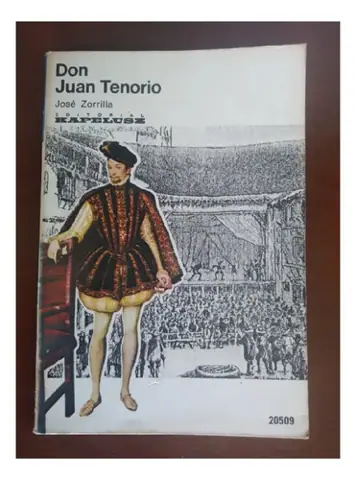 Don
Juan Tenorio
José Zorrilla
EDITORIAL
KAPELUSZ
20509